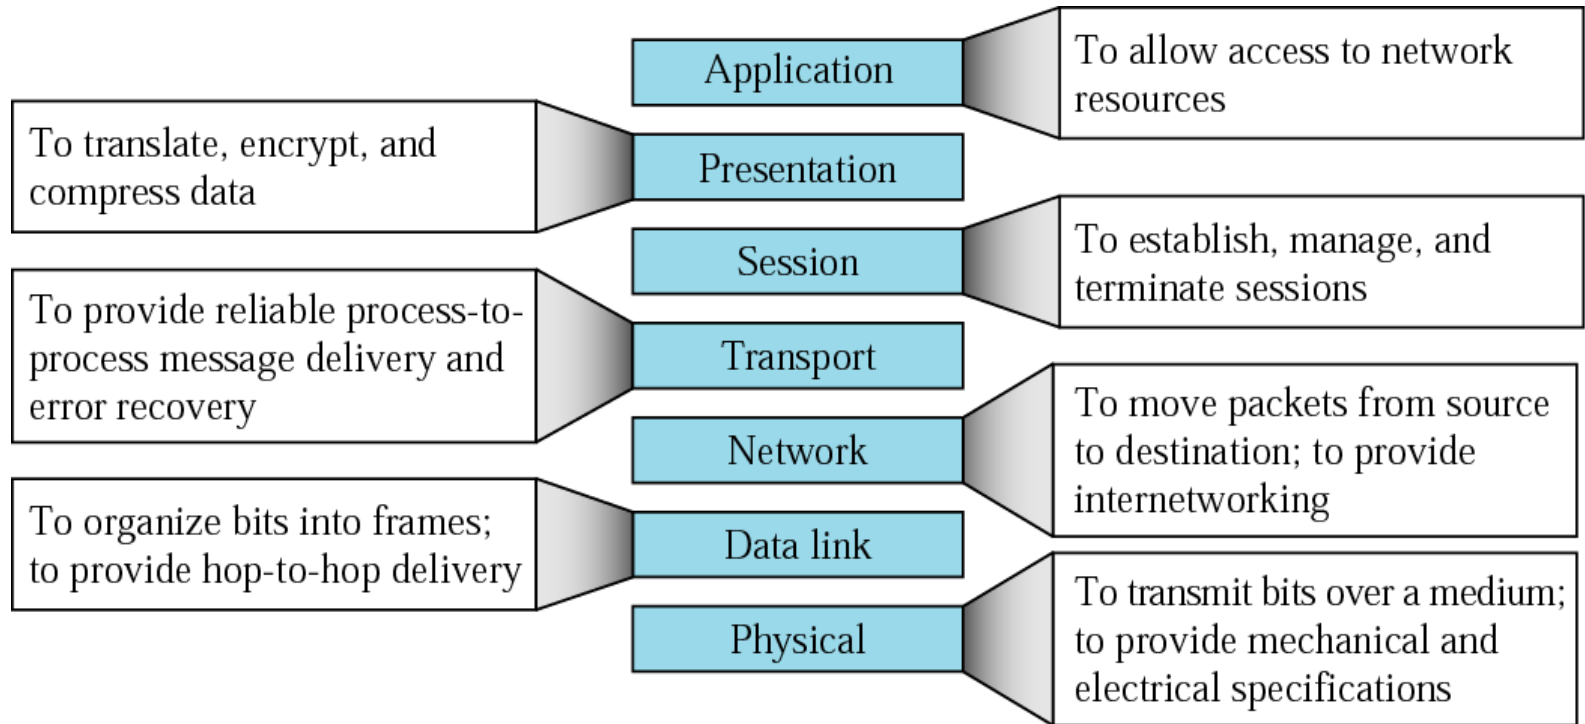 Application
To allow access to network
resources
To translate, encrypt, and
compress data
Presentation
Session
To establish, manage, and
terminate sessions
To provide reliable process-to-
process message delivery and
error recovery
Transport
Network
To move packets from source
to destination; to provide
internetworking
To organize bits into frames;
to provide hop-to-hop delivery
Data link
Physical
To transmit bits over a medium;
to provide mechanical and
electrical specifications